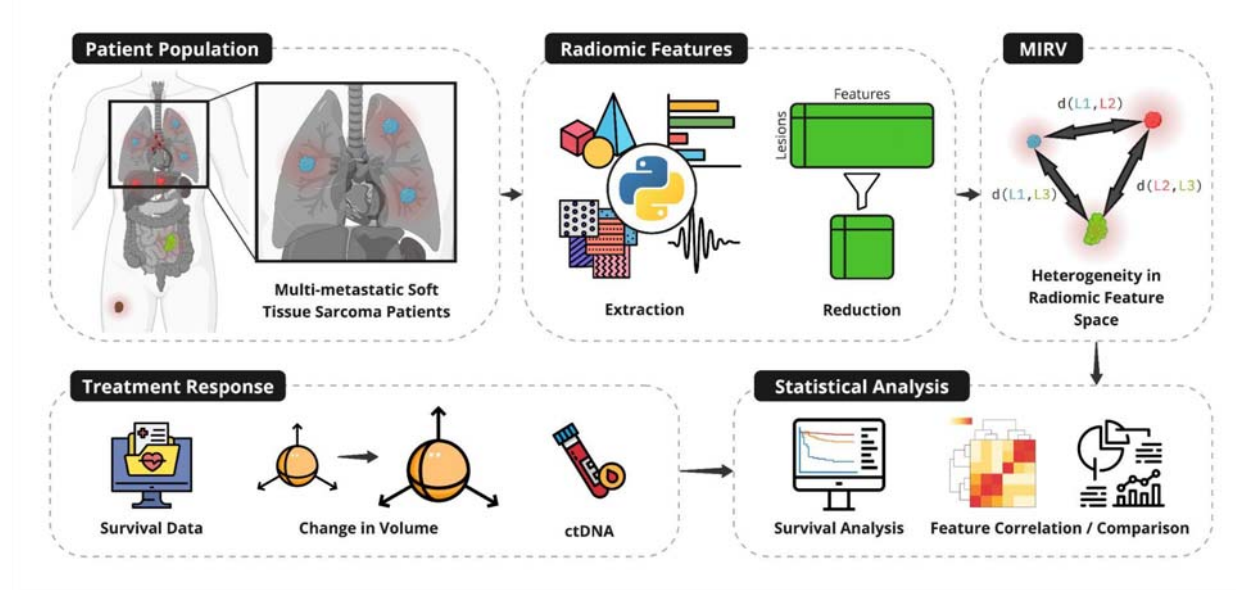 Patient Population
Multi-metastatic Soft
Tissue Sarcoma Patients
Radiomic Features
Extraction
Features
Lesions
Reduction
MIRV
d(L1,L2)
d(L1,L3)
d(L2,L3)
Heterogeneity in
Radiomic Feature
Space
Treatment Response
Survival Data
Change in Volume
ctDNA
Statistical Analysis
Survival Analysis
Feature Correlation / Comparison